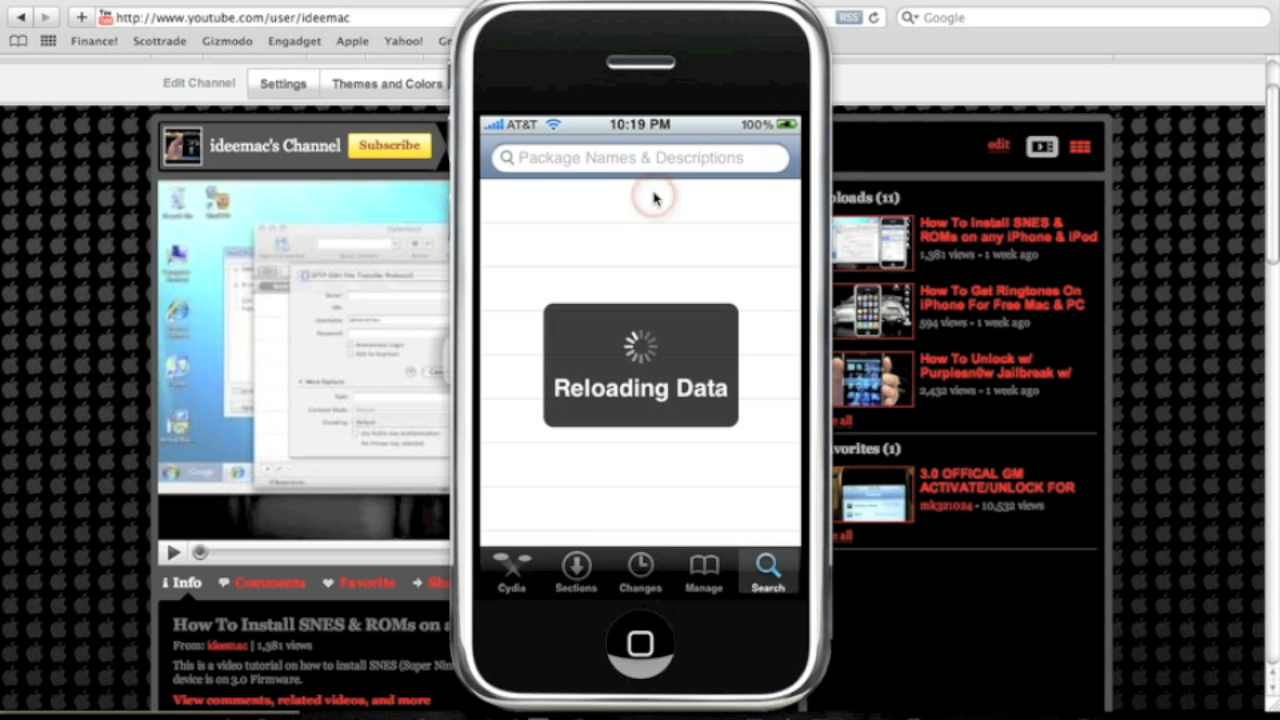 http://www.youtube.com/user/ideemac
RSS
Google
Finance!
Scottrade
Gizmodo
Engadget
Apple
Yahoo!
Edit Channel
Settings
Themes and Colors
ideemac's Channel
Subscribe
edit
AT&T
10:19 PM
100%
Package Names & Descriptions
Reloading Data
Cydia
Sections
Changes
Manage
Search
loads (11)
How To Install SNES &
ROMs on any iPhone & iPod
1,381 views - 1 week ago
How To Get Ringtones On
iPhone For Free Mac & PC
594 views - 1 week ago
How To Unlock w/
Purplesn0w Jailbreak w/
2,432 views - 1 week ago
all
vorites (1)
3.0 OFFICAL GM
ACTIVATE/UNLOCK FOR
mk321024 - 10,532 views
all
Info
Comments
Favorite
How To Install SNES & ROMs on a
From: ideemac | 1,381 views
This is a video tutorial on how to install SNES (Super Nin
device is on 3.0 Firmware.
View comments, related videos, and more